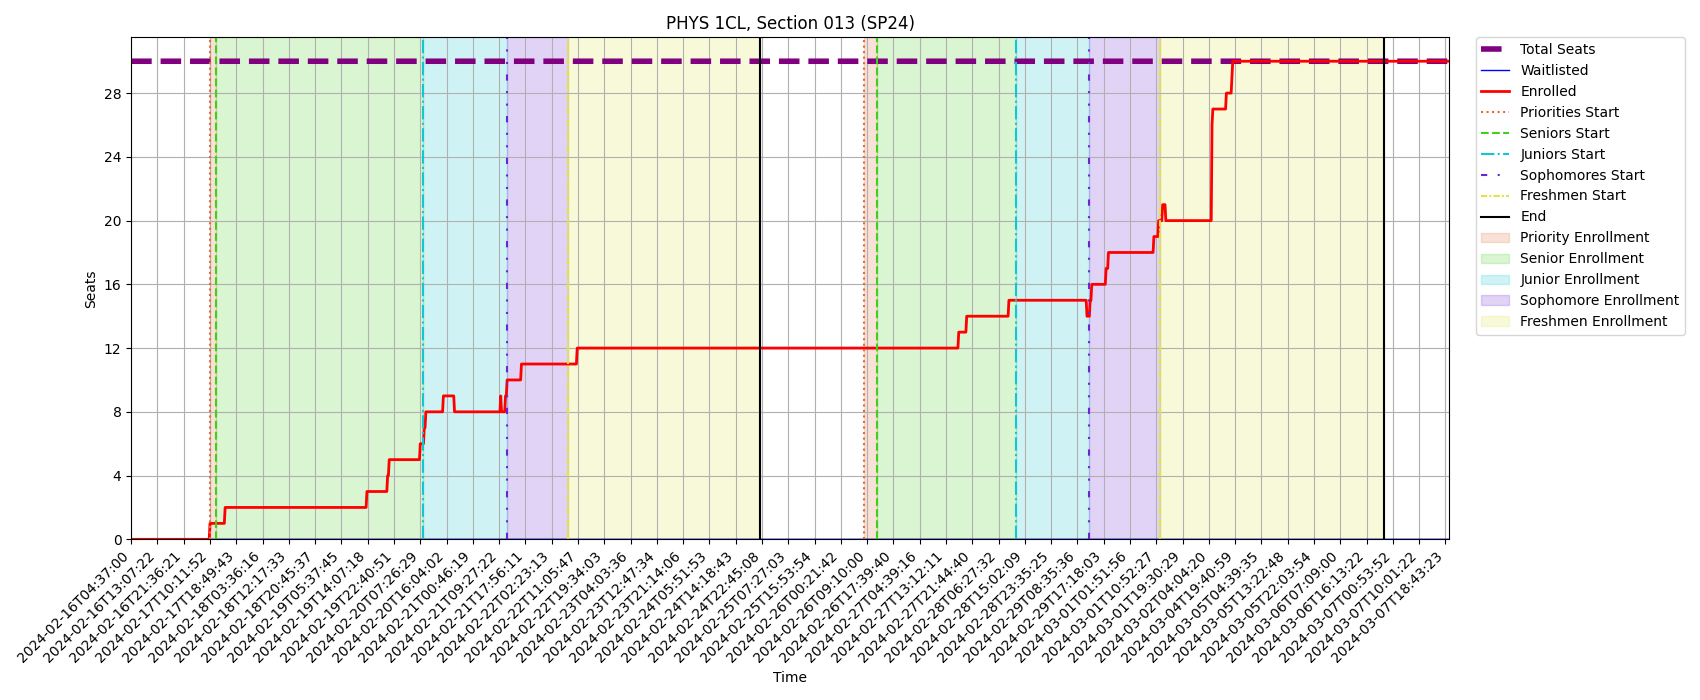 PHYS 1CL, Section 013 (SP24)
Seats
28
24
20
16
12
8
4
0
2024-02-16T04:37:00
2024-02-16T13:07:22
2024-02-16T21:36:21
2024-02-17T10:11:52
2024-02-17T18:49:43
2024-02-18T03:36:16
2024-02-18T12:17:33
2024-02-18T20:45:37
2024-02-19T05:37:45
2024-02-19T14:07:18
2024-02-19T22:40:51
2024-02-20T07:26:29
2024-02-20T16:04:02
2024-02-21T00:46:19
2024-02-21T09:27:22
2024-02-21T17:56:11
2024-02-22T02:23:13
2024-02-22T11:05:47
2024-02-22T19:34:03
2024-02-23T04:03:36
2024-02-23T12:47:34
2024-02-23T21:14:06
2024-02-24T05:51:53
2024-02-24T14:18:43
2024-02-24T22:45:08
2024-02-25T07:27:03
2024-02-25T15:53:54
2024-02-26T00:21:42
2024-02-26T09:10:00
2024-02-26T17:39:40
2024-02-27T04:39:16
2024-02-27T13:12:11
2024-02-27T21:44:40
2024-02-28T06:27:32
2024-02-28T15:02:09
2024-02-28T23:35:25
2024-02-29T08:35:36
2024-02-29T17:18:03
2024-03-01T01:51:56
2024-03-01T10:52:27
2024-03-01T19:30:29
2024-03-02T04:04:20
2024-03-04T19:40:59
2024-03-05T04:39:35
2024-03-05T13:22:48
2024-03-05T22:03:54
2024-03-06T07:09:00
2024-03-06T16:13:22
2024-03-07T00:53:52
2024-03-07T10:01:22
2024-03-07T18:43:23
Time
Total Seats
Waitlisted
Enrolled
Priorities Start
Seniors Start
Juniors Start
Sophomores Start
Freshmen Start
End
Priority Enrollment
Senior Enrollment
Junior Enrollment
Sophomore Enrollment
Freshmen Enrollment